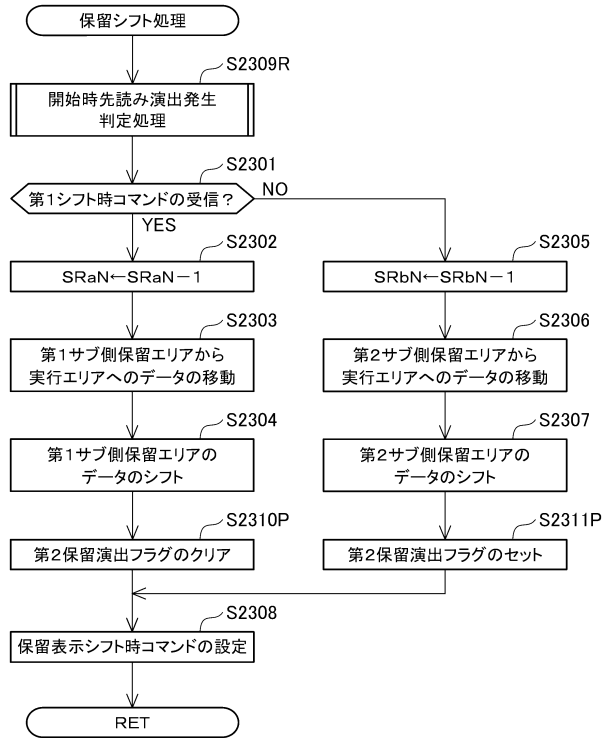 保留シフト処理
S2309R
開始時先読み演出発生
判定処理
S2301
第1シフト時コマンドの受信？
NO
YES
S2302
SRaN←SRaN－1
S2303
第1サブ側保留エリアから
実行エリアへのデータの移動
S2304
第1サブ側保留エリアの
データのシフト
S2310P
第2保留演出フラグのクリア
S2305
SRbN←SRbN－1
S2306
第2サブ側保留エリアから
実行エリアへのデータの移動
S2307
第2サブ側保留エリアの
データのシフト
S2311P
第2保留演出フラグのセット
S2308
保留表示シフト時コマンドの設定
RET